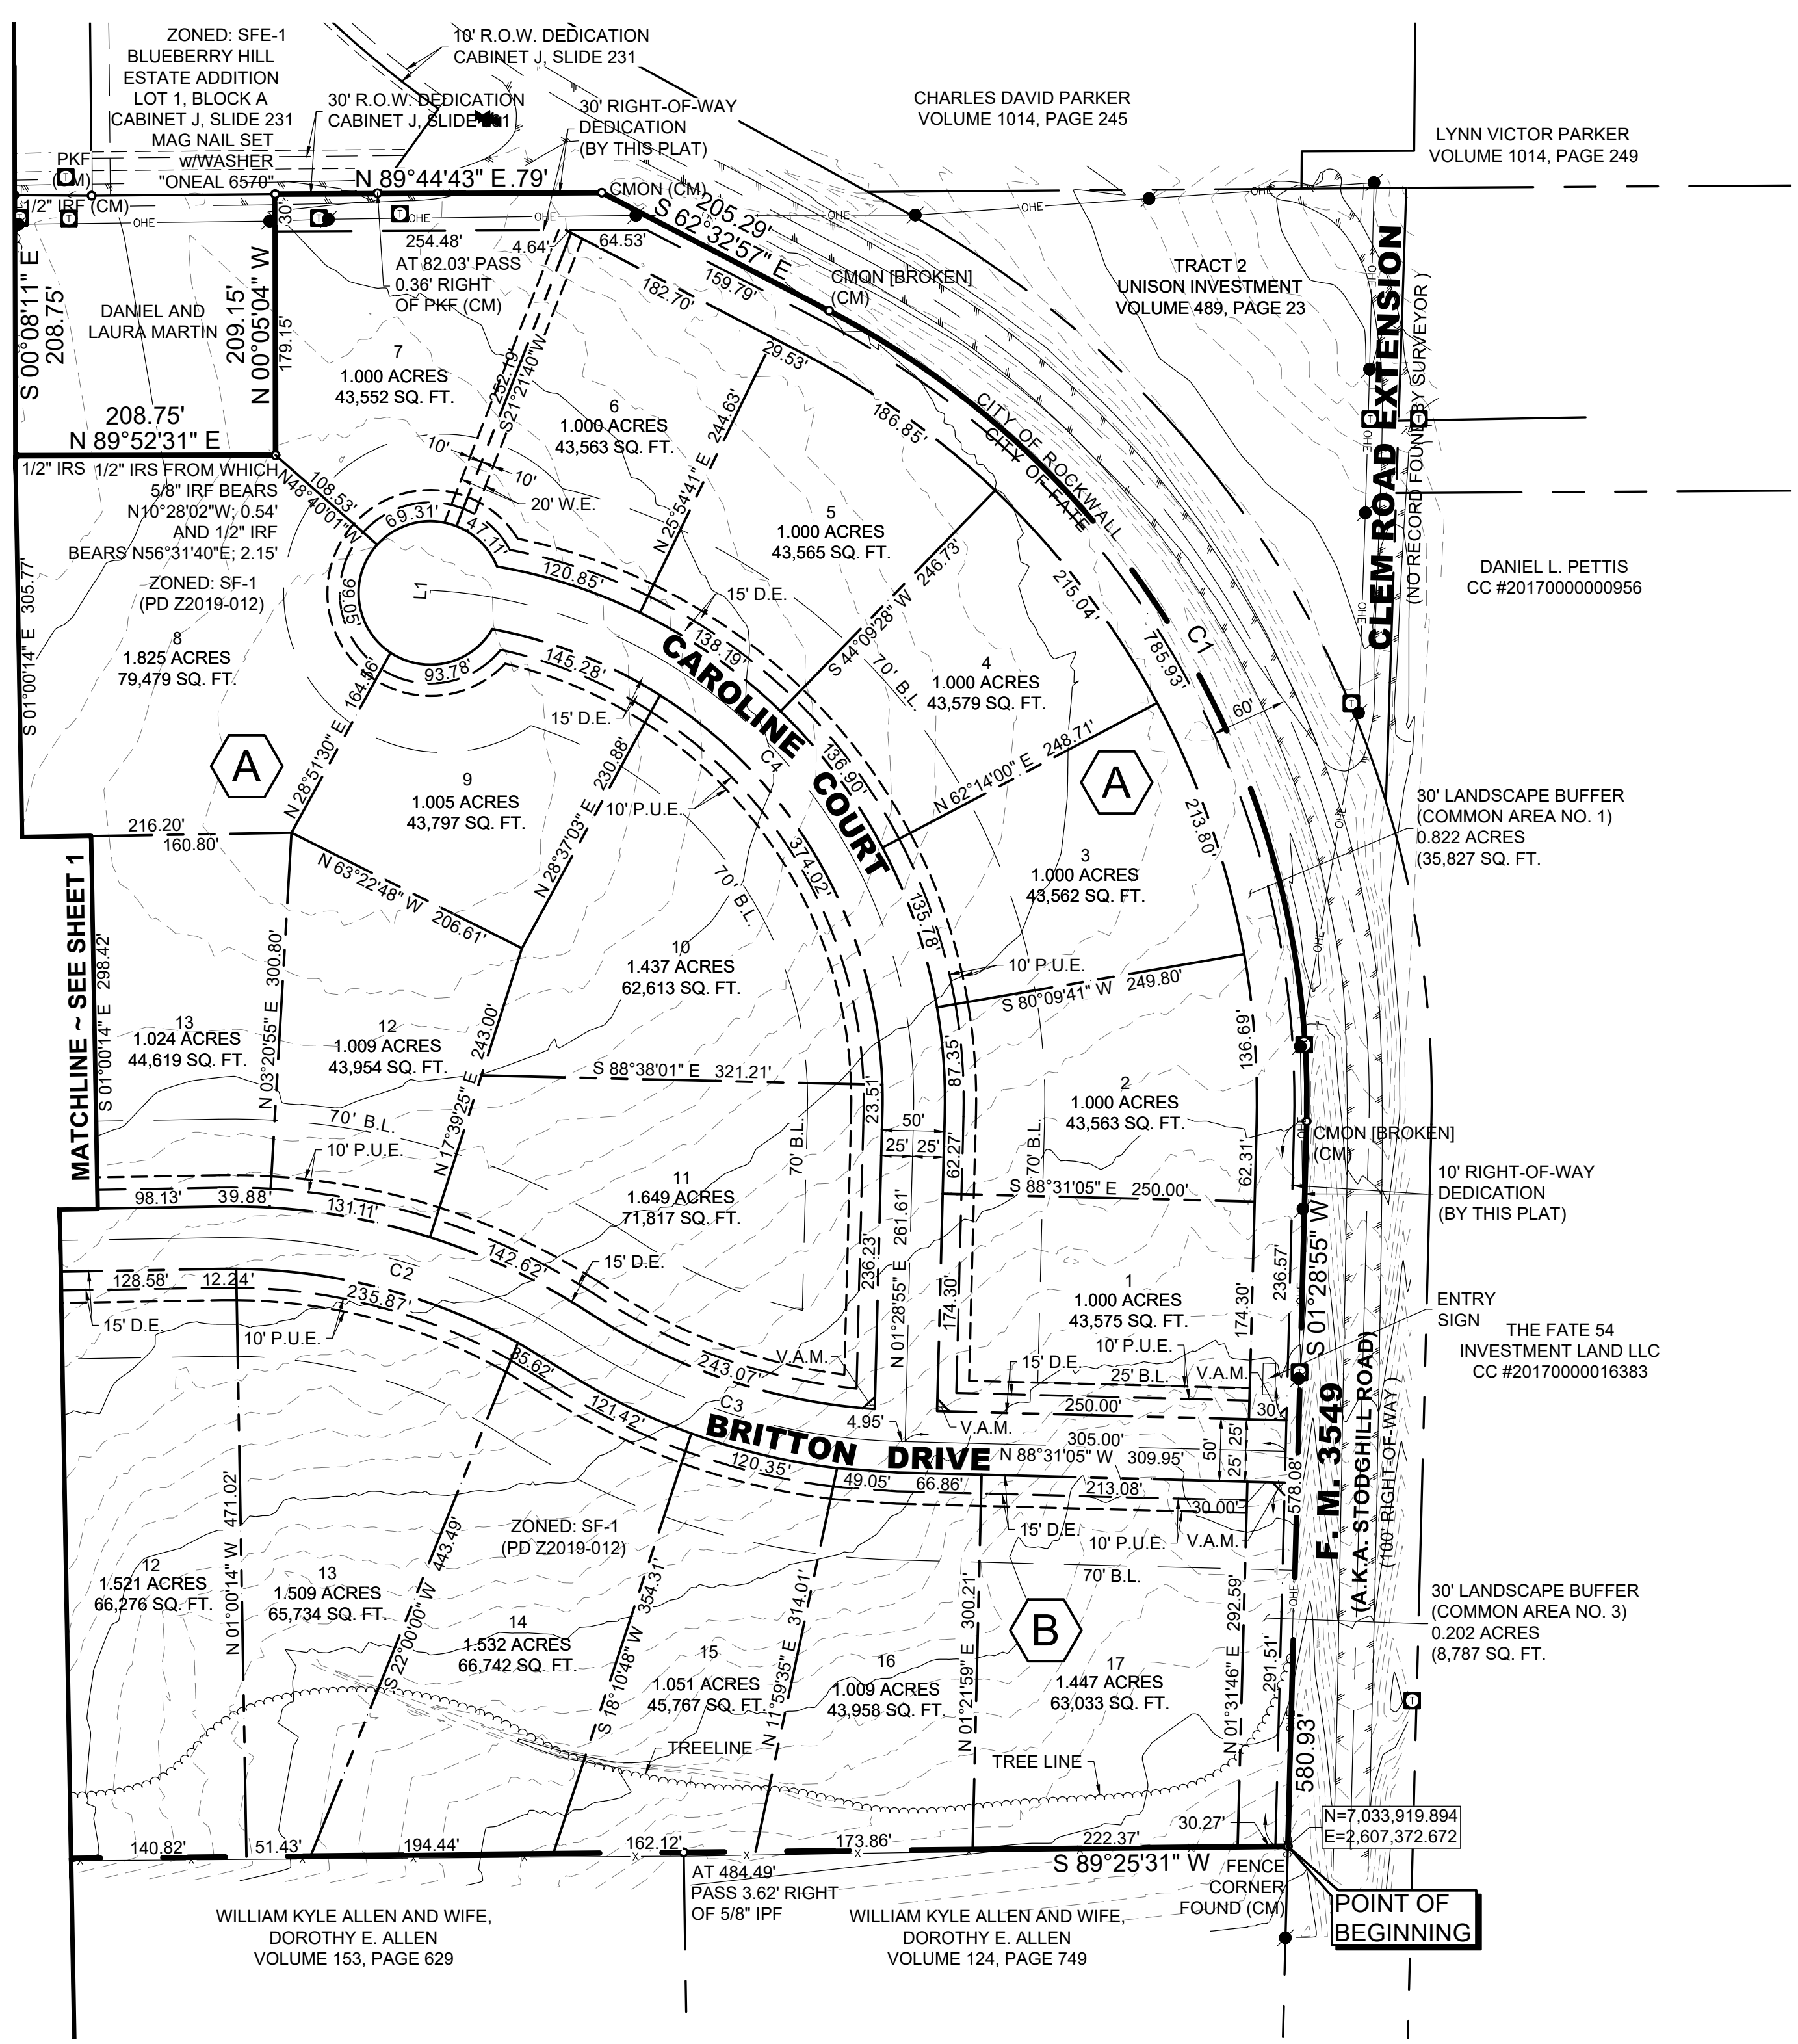 ZONED: SFE-1
BLUEBERRY HILL
ESTATE ADDITION
LOT 1, BLOCK A
CABINET J, SLIDE 231
MAG NAIL SET
w/WASHER
"ONEAL 6570"
10' R.O.W. DEDICATION
CABINET J, SLIDE 231
30' R.O.W. DEDICATION
CABINET J, SLIDE 231
30' RIGHT-OF-WAY
DEDICATION
(BY THIS PLAT)
CHARLES DAVID PARKER
VOLUME 1014, PAGE 245
LYNN VICTOR PARKER
VOLUME 1014, PAGE 249
PKF
1/2" IRF (CM)
N 89°44'43" E
.79'
CMON (CM)
205.29'
S 62°32'57" E
OHE
OHE
OHE
OHE
OHE
30'
254.48'
4.64'
64.53'
AT 82.03' PASS
0.36' RIGHT
OF PKF (CM)
182.70'
159.79'
CMON [BROKEN]
(CM)
TRACT 2
UNISON INVESTMENT
VOLUME 489, PAGE 23
CLEM ROAD EXTENSION
(NO RECORD FOUND BY SURVEYOR )
S 00°08'11" E
208.75'
DANIEL AND
LAURA MARTIN
209.15'
N 00°05'04" W
179.15'
7
1.000 ACRES
43,552 SQ. FT.
252.19'
S21°21'40"W
6
1.000 ACRES
43,563 SQ. FT.
29.53'
186.85'
N 25°54'41" E 244.63'
CITY OF ROCKWALL
CITY OF FATE
208.75'
N 89°52'31" E
1/2" IRS
1/2" IRS FROM WHICH
5/8" IRF BEARS
N10°28'02"W; 0.54'
AND 1/2" IRF
BEARS N56°31'40"E; 2.15'
108.53'
N48°40'01"W
10'
10'
20' W.E.
69.31'
47.11'
50.99'
L1
93.78'
5
1.000 ACRES
43,565 SQ. FT.
S 44°09'28" W 246.73'
215.04'
DANIEL L. PETTIS
CC #20170000000956
S 01°00'14" E 305.77'
ZONED: SF-1
(PD Z2019-012)
8
1.825 ACRES
79,479 SQ. FT.
120.85'
15' D.E.
138.19'
145.28'
15' D.E.
CAROLINE COURT
C4
136.90'
70' B.L.
4
1.000 ACRES
43,579 SQ. FT.
785.93'
C1
60'
N 62°14'00" E 248.71'
A
A
N 28°51'30" E 164.56'
9
1.005 ACRES
43,797 SQ. FT.
N 28°37'03" E 230.88'
10' P.U.E.
374.02'
70' B.L.
213.80'
30' LANDSCAPE BUFFER
(COMMON AREA NO. 1)
0.822 ACRES
(35,827 SQ. FT.
216.20'
160.80'
N 63°22'48" W 206.61'
3
1.000 ACRES
43,562 SQ. FT.
135.78'
10' P.U.E.
S 80°09'41" W 249.80'
MATCHLINE ~ SEE SHEET 1
S 01°00'14" E 298.42'
N 03°20'55" E 300.80'
10
1.437 ACRES
62,613 SQ. FT.
13
1.024 ACRES
44,619 SQ. FT.
12
1.009 ACRES
43,954 SQ. FT.
N 17°39'25" E 243.00'
S 88°38'01" E 321.21'
23.51'
87.35'
136.69'
2
1.000 ACRES
43,563 SQ. FT.
70' B.L.
10' P.U.E.
70' B.L.
50'
25'
25'
62.27'
70' B.L.
62.31'
CMON [BROKEN]
(CM)
10' RIGHT-OF-WAY
DEDICATION
(BY THIS PLAT)
98.13'
39.88'
131.11'
11
1.649 ACRES
71,817 SQ. FT.
S 88°31'05" E 250.00'
S 01°28'55" W
142.62'
15' D.E.
C2
128.58'
12.24'
235.87'
15' D.E.
10' P.U.E.
236.23'
N 01°28'55" E 261.61'
174.30'
1
1.000 ACRES
43,575 SQ. FT.
174.30'
236.57'
ENTRY
SIGN
THE FATE 54
INVESTMENT LAND LLC
CC #20170000016383
10' P.U.E.
15' D.E.
25' B.L.
V.A.M.
85.62'
243.07'
V.A.M.
C3
121.42'
4.95'
V.A.M.
250.00'
30'
BRITTON DRIVE
305.00'
N 88°31'05" W 309.95'
50'
25'
25'
120.35'
49.05'
66.86'
213.08'
30.00'
578.08'
F. M. 3549
(A.K.A. STODGHILL ROAD)
(100' RIGHT-OF-WAY )
15' D.E.
10' P.U.E.
V.A.M.
70' B.L.
N 01°00'14" W 471.02'
S 22°00'00" W 443.49'
ZONED: SF-1
(PD Z2019-012)
S 18°10'48" W 354.31'
N 11°59'35" E 314.01'
N 01°21'59" E 300.21'
N 01°31'46" E 292.59'
291.51'
B
12
1.521 ACRES
66,276 SQ. FT.
13
1.509 ACRES
65,734 SQ. FT.
14
1.532 ACRES
66,742 SQ. FT.
15
1.051 ACRES
45,767 SQ. FT.
16
1.009 ACRES
43,958 SQ. FT.
17
1.447 ACRES
63,033 SQ. FT.
30' LANDSCAPE BUFFER
(COMMON AREA NO. 3)
0.202 ACRES
(8,787 SQ. FT.
TREELINE
TREE LINE
580.93'
N=7,033,919.894
E=2,607,372.672
140.82'
51.43'
194.44'
162.12'
173.86'
222.37'
30.27'
S 89°25'31" W
AT 484.49'
PASS 3.62' RIGHT
OF 5/8" IPF
FENCE
CORNER
FOUND (CM)
POINT OF
BEGINNING
WILLIAM KYLE ALLEN AND WIFE,
DOROTHY E. ALLEN
VOLUME 153, PAGE 629
WILLIAM KYLE ALLEN AND WIFE,
DOROTHY E. ALLEN
VOLUME 124, PAGE 749